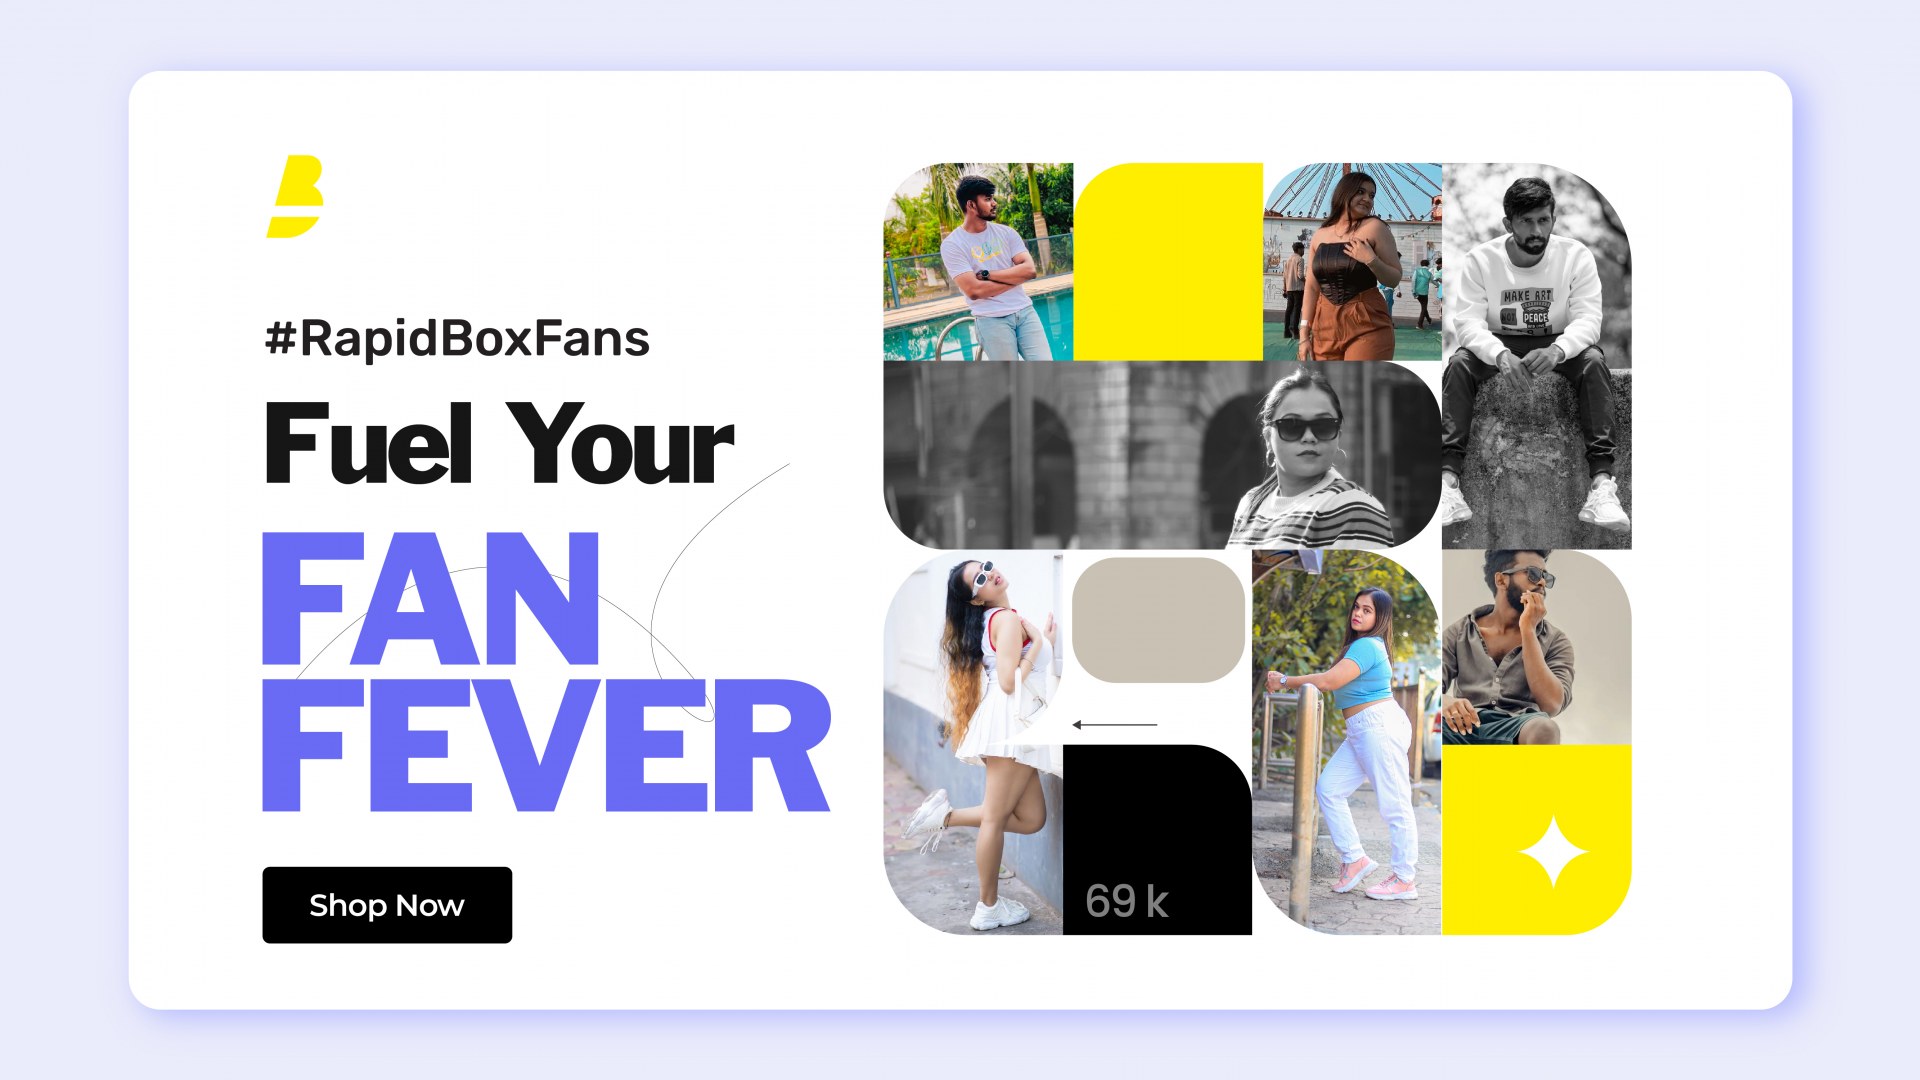 #RapidBoxFans
Fuel Your
FAN
FEVER
Shop Now
MAKE ART
PEACE
69 k